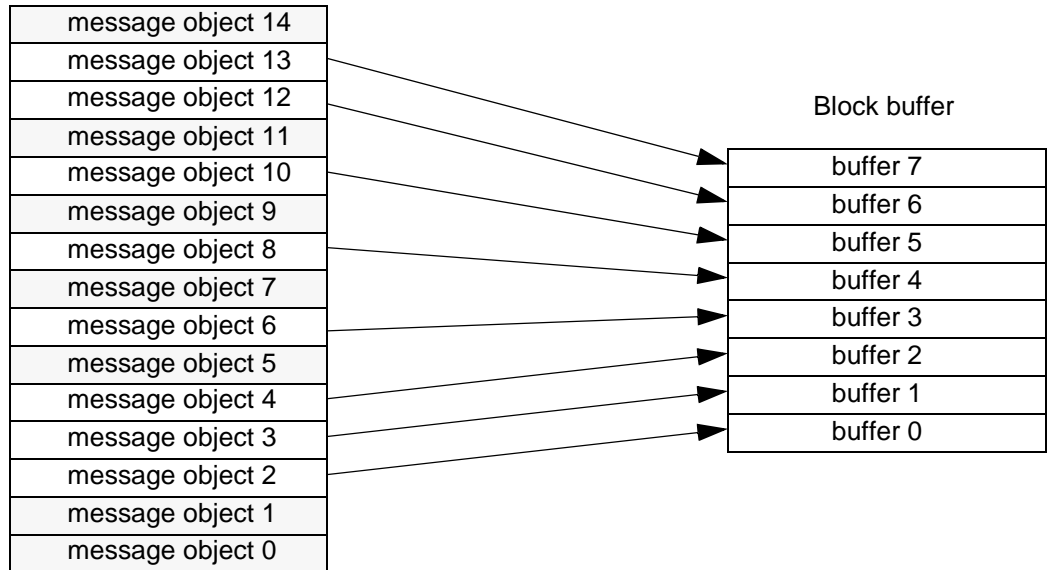 message object 14
message object 13
message object 12
message object 11
message object 10
message object 9
message object 8
message object 7
message object 6
message object 5
message object 4
message object 3
message object 2
message object 1
message object 0
Block buffer
buffer 7
buffer 6
buffer 5
buffer 4
buffer 3
buffer 2
buffer 1
buffer 0